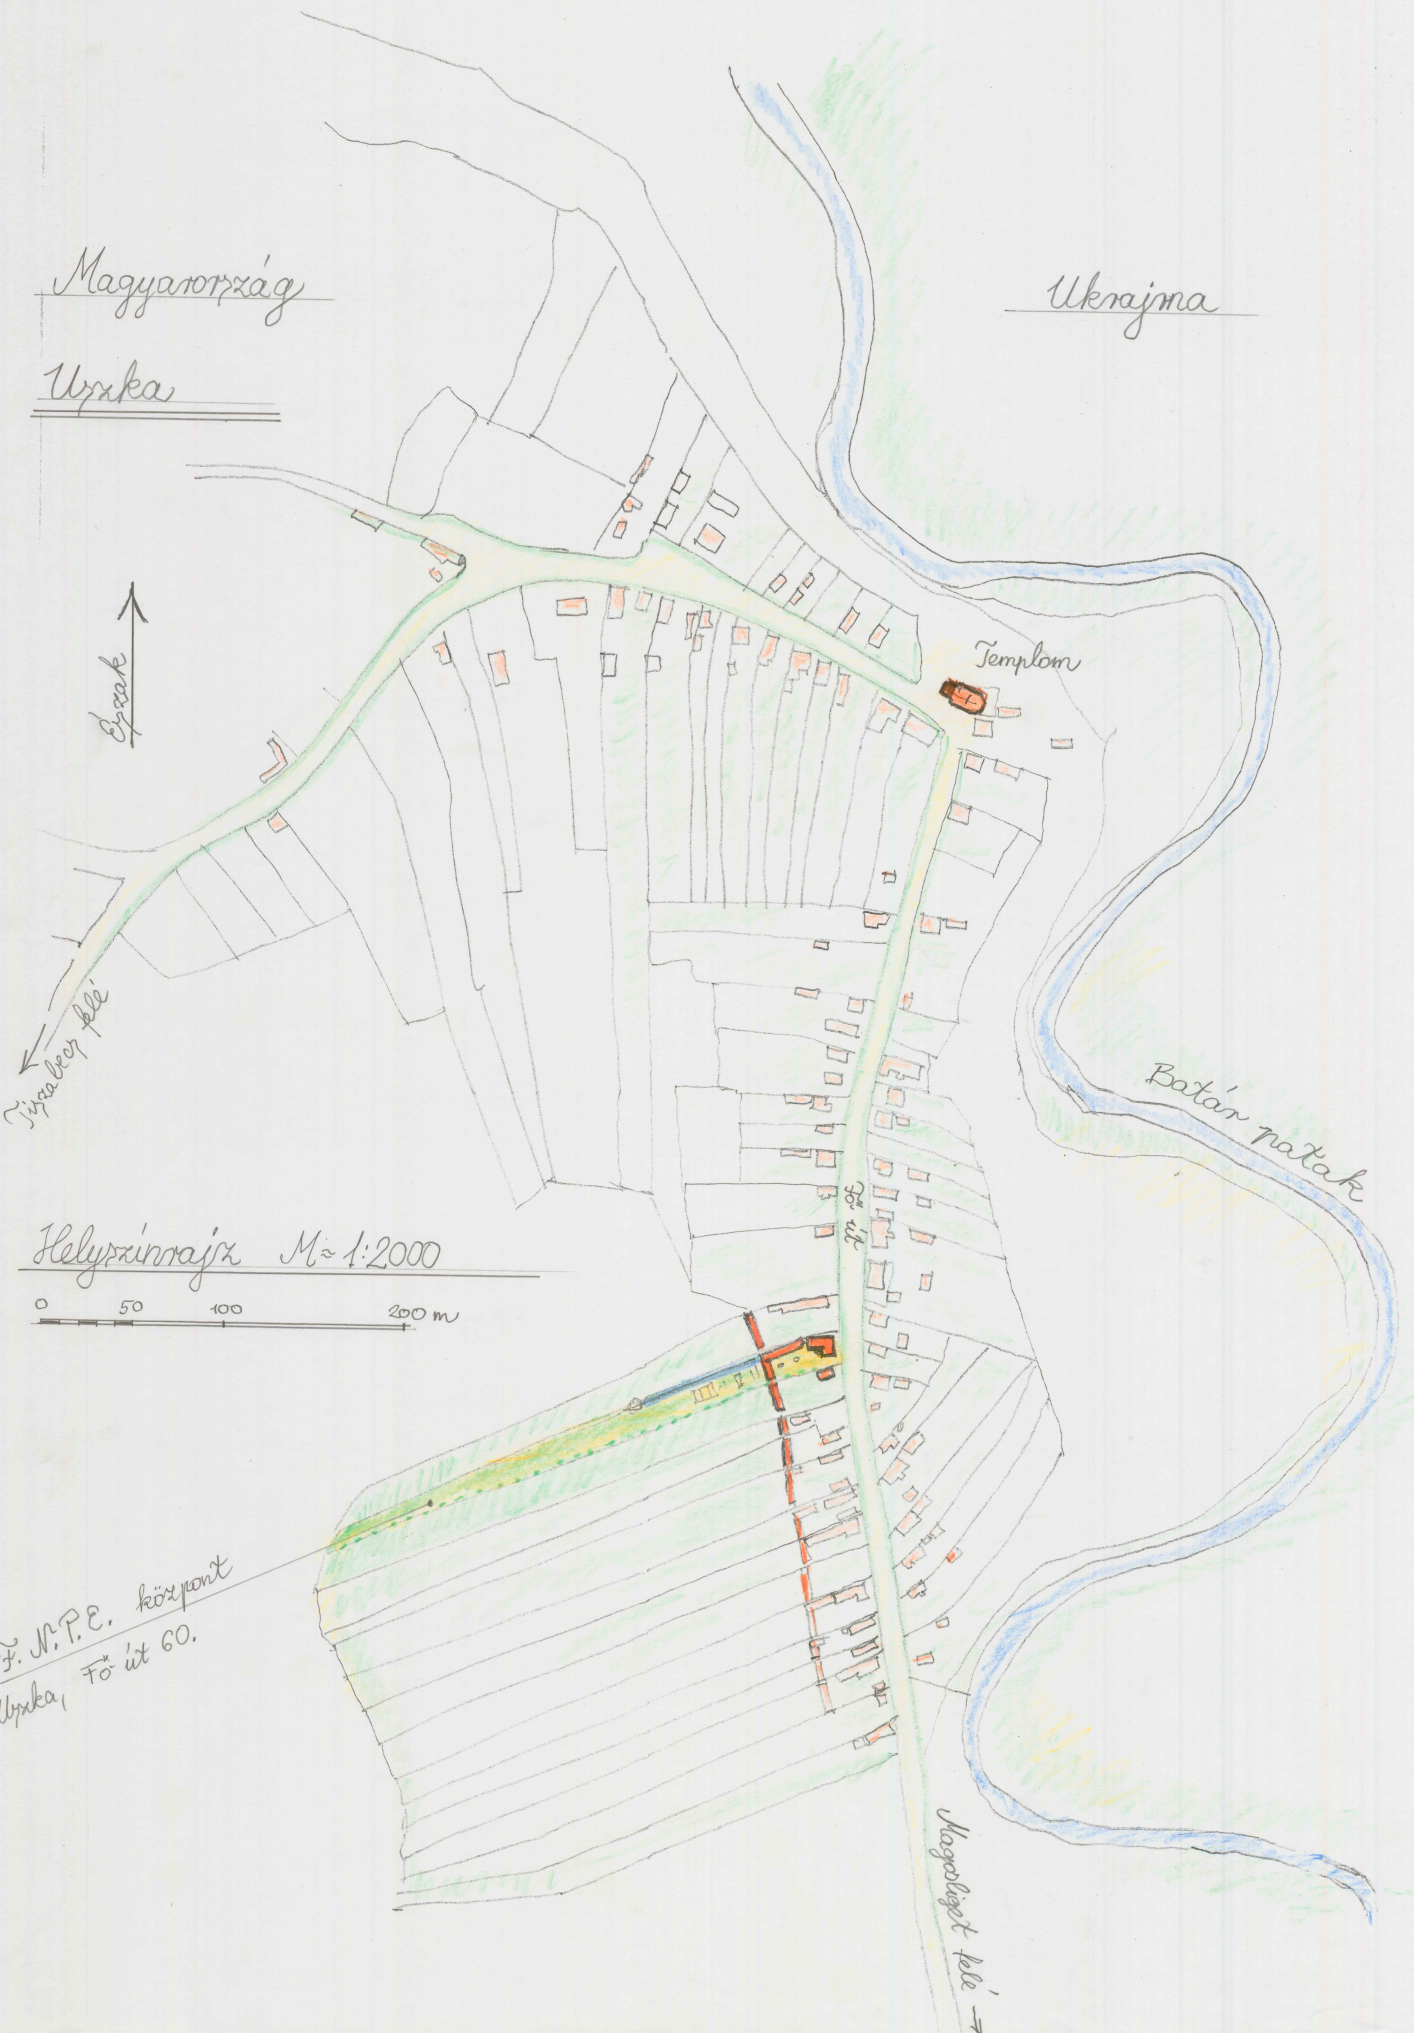 Magyarország
Ukrajna
Uszka
Templom
Észak
Tiszabecs felé
Batár patak
Fő út
Helyszínrajz M≈ 1:2000
0 50 100 200 m
F. N.P.E. központ
Uszka, Fő út 60.
Magosliget felé